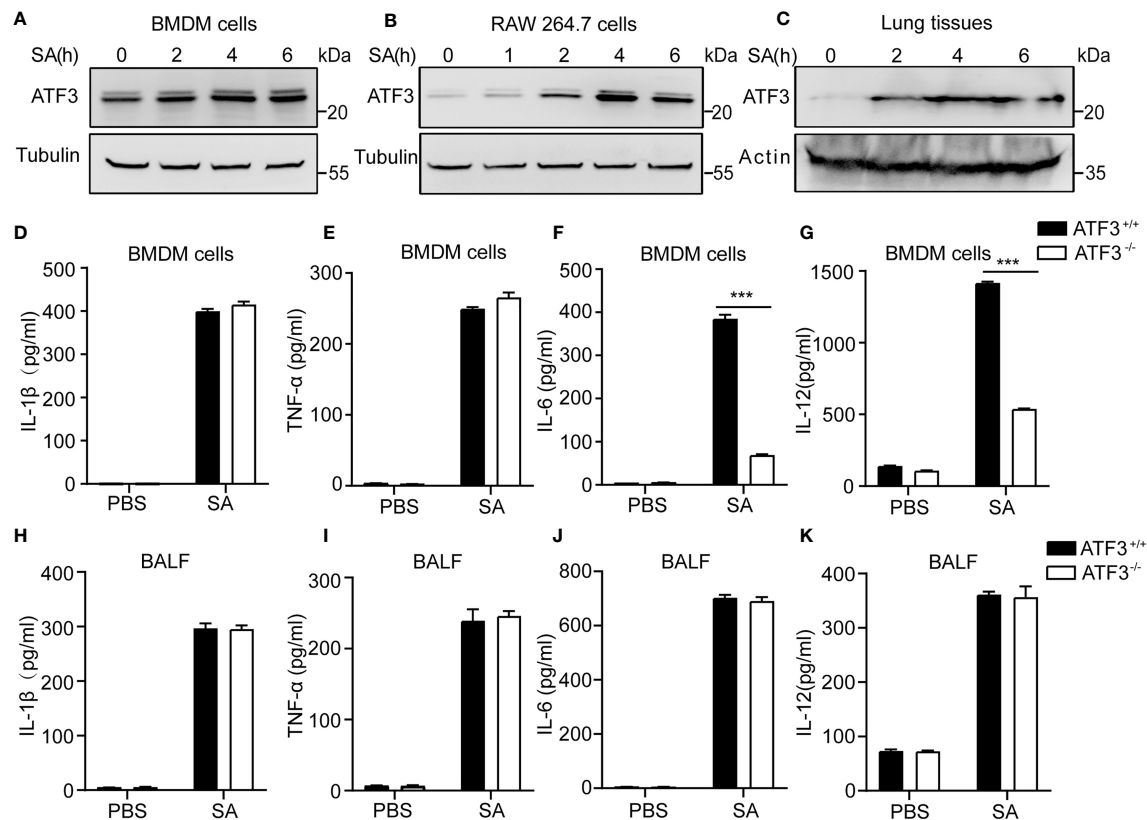 A BMDM cells
SA(h) 0 2 4 6 kDa
ATF3
-20
Tubulin
-55
B RAW 264.7 cells
SA(h) 0 1 2 4 6 kDa
ATF3
-20
Tubulin
-55
C Lung tissues
SA(h) 0 2 4 6 kDa
ATF3
-20
Actin
-35
ATF3+/+
ATF3-/-
D BMDM cells
IL-1β (pg/ml)
500
400
300
200
100
0
PBS SA
E BMDM cells
TNF-α (pg/ml)
300
200
100
0
PBS SA
F BMDM cells
IL-6 (pg/ml)
500
400
300
200
100
0
***
PBS SA
G BMDM cells
IL-12(pg/ml)
1500
1000
500
0
***
PBS SA
ATF3+/+
ATF3-/-
H BALF
IL-1β (pg/ml)
400
300
200
100
0
PBS SA
I BALF
TNF-α (pg/ml)
300
200
100
0
PBS SA
J BALF
IL-6 (pg/ml)
800
600
400
200
0
PBS SA
K BALF
IL-12(pg/ml)
400
300
200
100
0
PBS SA